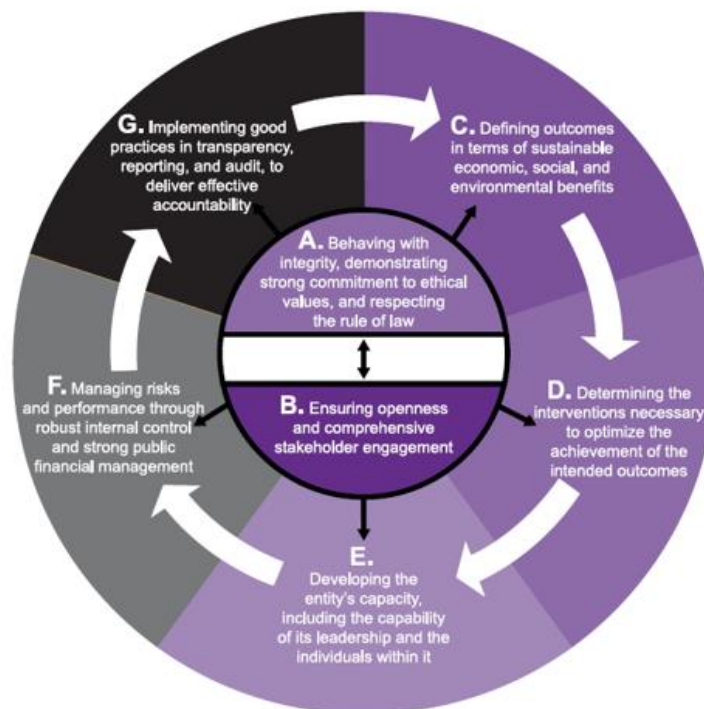 G. Implementing good
practices in transparency,
reporting, and audit, to
deliver effective
accountability
C. Defining outcomes
in terms of sustainable
economic, social, and
environmental benefits
A. Behaving with
integrity, demonstrating
strong commitment to ethical
values, and respecting
the rule of law
B. Ensuring openness
and comprehensive
stakeholder engagement
D. Determining the
interventions necessary
to optimize the
achievement of the
intended outcomes
E.
Developing the
entity's capacity,
including the capability
of its leadership and the
individuals within it
F. Managing risks
and performance through
robust internal control
and strong public
financial management